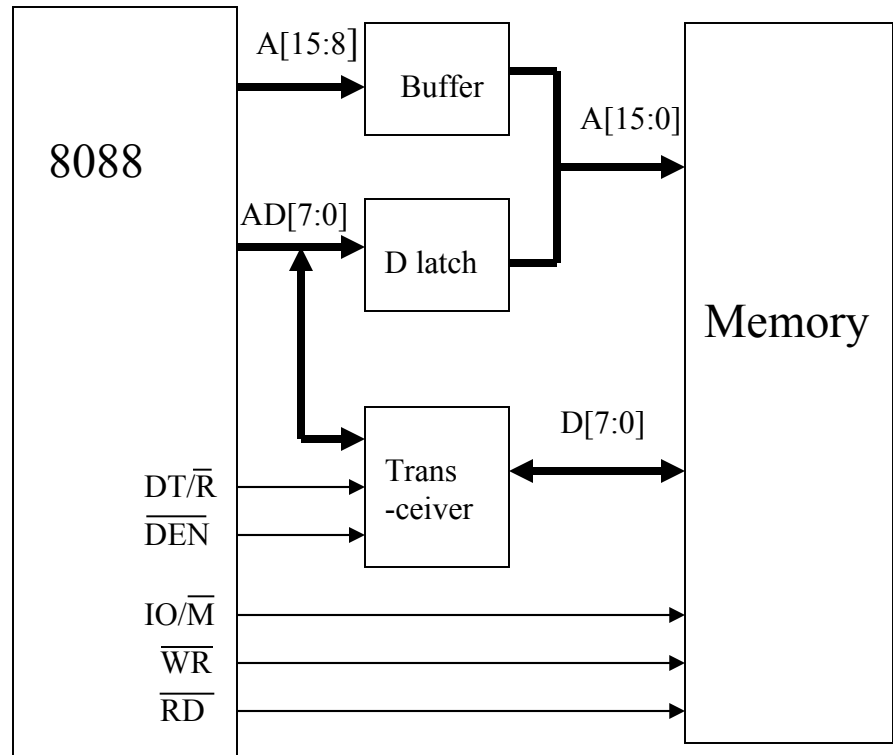 A[15:8]
Buffer
A[15:0]
8088
AD[7:0]
D latch
Memory
D[7:0]
Trans
-ceiver
DT/R̅
D̅E̅N̅
IO/M̅
W̅R̅
R̅D̅